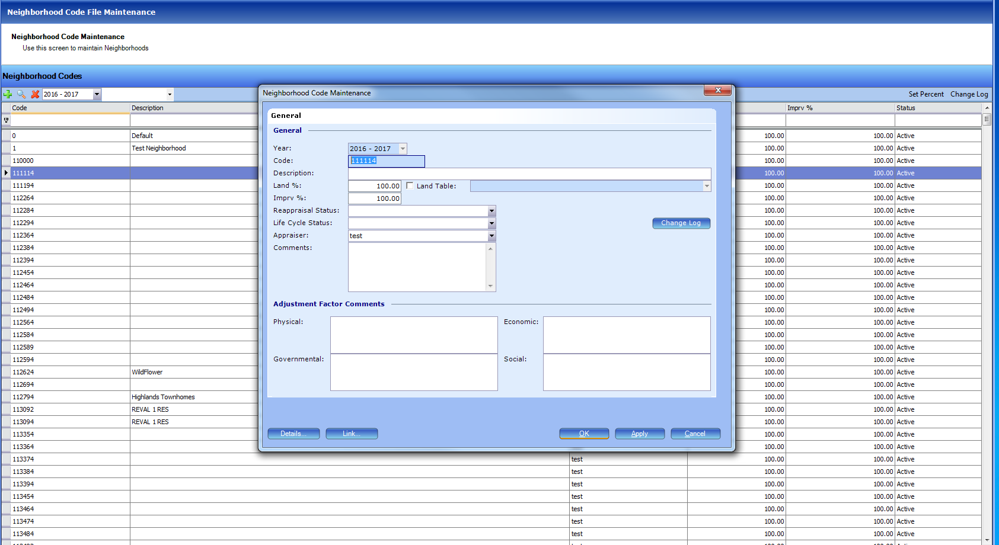 Neighborhood Code File Maintenance
Neighborhood Code Maintenance
Use this screen to maintain Neighborhoods
Neighborhood Codes
2016 - 2017
Set Percent Change Log
Code Description Imprv % Status
0 Default 100.00 100.00 Active
1 Test Neighborhood 100.00 100.00 Active
110000 100.00 100.00 Active
111114 100.00 100.00 Active
111194 100.00 100.00 Active
112264 100.00 100.00 Active
112284 100.00 100.00 Active
112294 100.00 100.00 Active
112364 100.00 100.00 Active
112384 100.00 100.00 Active
112394 100.00 100.00 Active
112454 100.00 100.00 Active
112464 100.00 100.00 Active
112484 100.00 100.00 Active
112494 100.00 100.00 Active
112564 100.00 100.00 Active
112584 100.00 100.00 Active
112589 100.00 100.00 Active
112594 100.00 100.00 Active
112624 WildFlower 100.00 100.00 Active
112694 100.00 100.00 Active
112794 Highlands Townhomes 100.00 100.00 Active
113092 REVAL 1 RES 100.00 100.00 Active
113094 REVAL 1 RES 100.00 100.00 Active
113354 100.00 100.00 Active
113364 100.00 100.00 Active
113374 test 100.00 100.00 Active
113384 test 100.00 100.00 Active
113394 test 100.00 100.00 Active
113454 test 100.00 100.00 Active
113464 test 100.00 100.00 Active
113474 test 100.00 100.00 Active
113484 test 100.00 100.00 Active
Neighborhood Code Maintenance
General
General
Year: 2016 - 2017
Code: 111114
Description:
Land %: 100.00 Land Table:
Imprv %: 100.00
Reappraisal Status:
Life Cycle Status: Change Log
Appraiser: test
Comments:
Adjustment Factor Comments
Physical: Economic:
Governmental: Social:
Details... Link... OK Apply Cancel